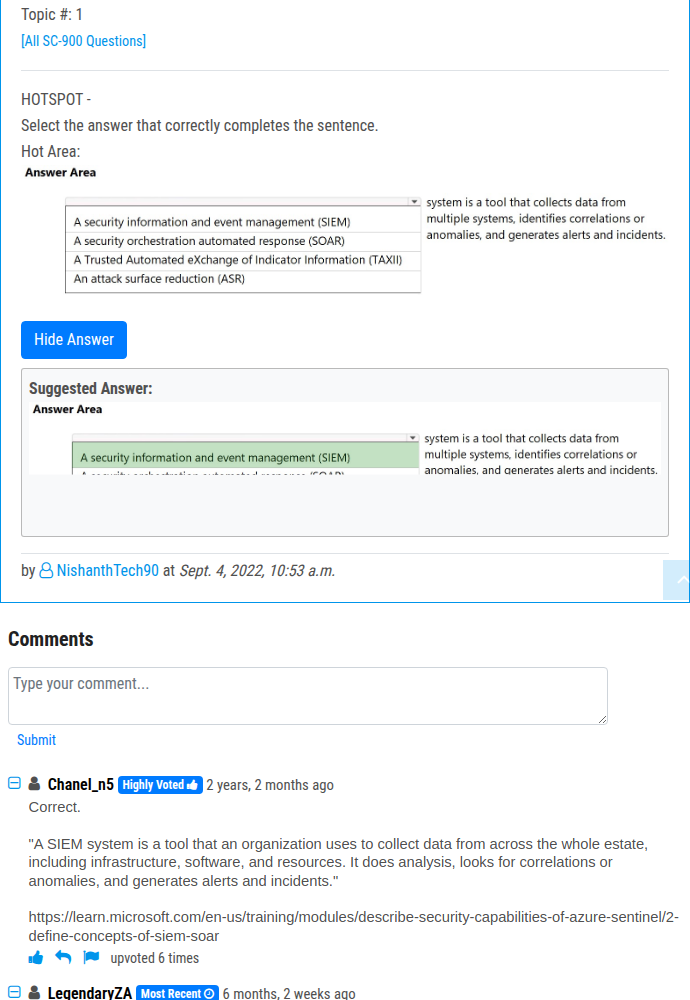 Topic #: 1
[All SC-900 Questions]
HOTSPOT -
Select the answer that correctly completes the sentence.
Hot Area:
Answer Area
system is a tool that collects data from
multiple systems, identifies correlations or
anomalies, and generates alerts and incidents.
A security information and event management (SIEM)
A security orchestration automated response (SOAR)
A Trusted Automated eXchange of Indicator Information (TAXII)
An attack surface reduction (ASR)
Hide Answer
Suggested Answer:
Answer Area
system is a tool that collects data from
multiple systems, identifies correlations or
anomalies, and generates alerts and incidents.
A security information and event management (SIEM)
A security orchestration automated response (SOAR)
by NishanthTech90 at Sept. 4, 2022, 10:53 a.m.
Comments
Type your comment...
Submit
Chanel_n5 Highly Voted 2 years, 2 months ago
Correct.
"A SIEM system is a tool that an organization uses to collect data from across the whole estate,
including infrastructure, software, and resources. It does analysis, looks for correlations or
anomalies, and generates alerts and incidents."
https://learn.microsoft.com/en-us/training/modules/describe-security-capabilities-of-azure-sentinel/2-
define-concepts-of-siem-soar
upvoted 6 times
LegendaryZA Most Recent 6 months, 2 weeks ago